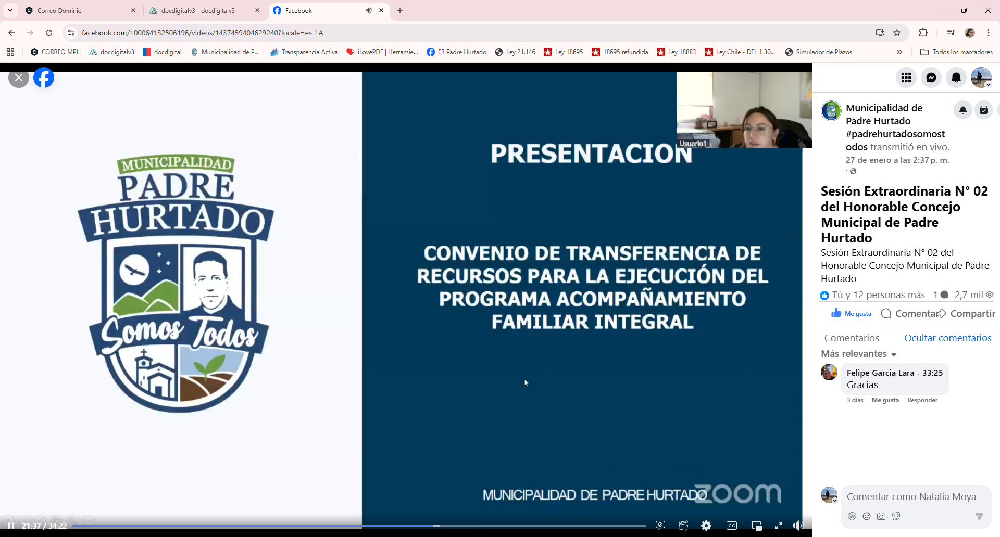 Correo Dominio
docdigitalv3 - docdigitalv3
Facebook
facebook.com/100064132506196/videos/1437459404629240?locale=es_LA
CORREO MPH
docdigitalv3
docdigital
Municipalidad de P...
Transparencia Activa
iLovePDF | Herramie...
FB Padre Hurtado
Ley 21.146
Ley 18695
18695 refundida
Ley 18883
Ley Chile - DFL 1 30...
Simulador de Plazos
Todos los marcadores
MUNICIPALIDAD
PADRE
HURTADO
Somos Todos
Usuario1
PRESENTACION
CONVENIO DE TRANSFERENCIA DE
RECURSOS PARA LA EJECUCIÓN DEL
PROGRAMA ACOMPAÑAMIENTO
FAMILIAR INTEGRAL
MUNICIPALIDAD DE PADRE HURTADO
zoom
21:37 / 34:22
CC
Municipalidad de
Padre Hurtado
#padrehurtadosomost
odos transmitió en vivo.
27 de enero a las 2:37 p. m.
·
Sesión Extraordinaria N° 02
del Honorable Concejo
Municipal de Padre
Hurtado
Sesión Extraordinaria N° 02 del
Honorable Concejo Municipal de Padre
Hurtado
Tú y 12 personas más 1 2,7 mil
Me gusta Comentar Compartir
Comentarios Ocultar comentarios
Más relevantes
Felipe Garcia Lara · 33:25
Gracias
3 días Me gusta Responder
Comentar como Natalia Moya